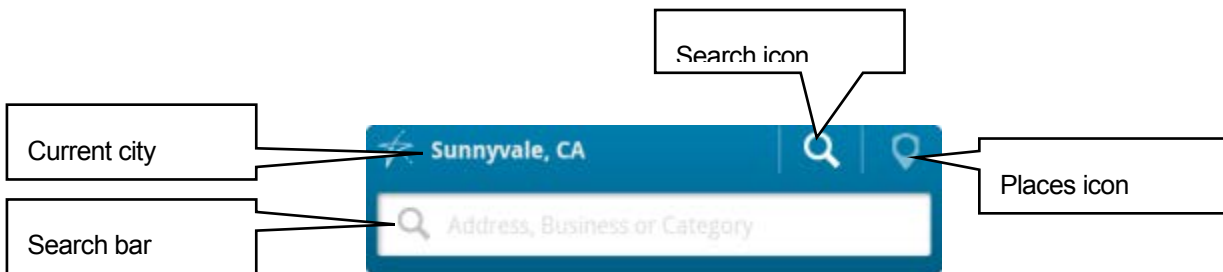 Search icon
Current city
Sunnyvale, CA
Places icon
Search bar
Address, Business or Category